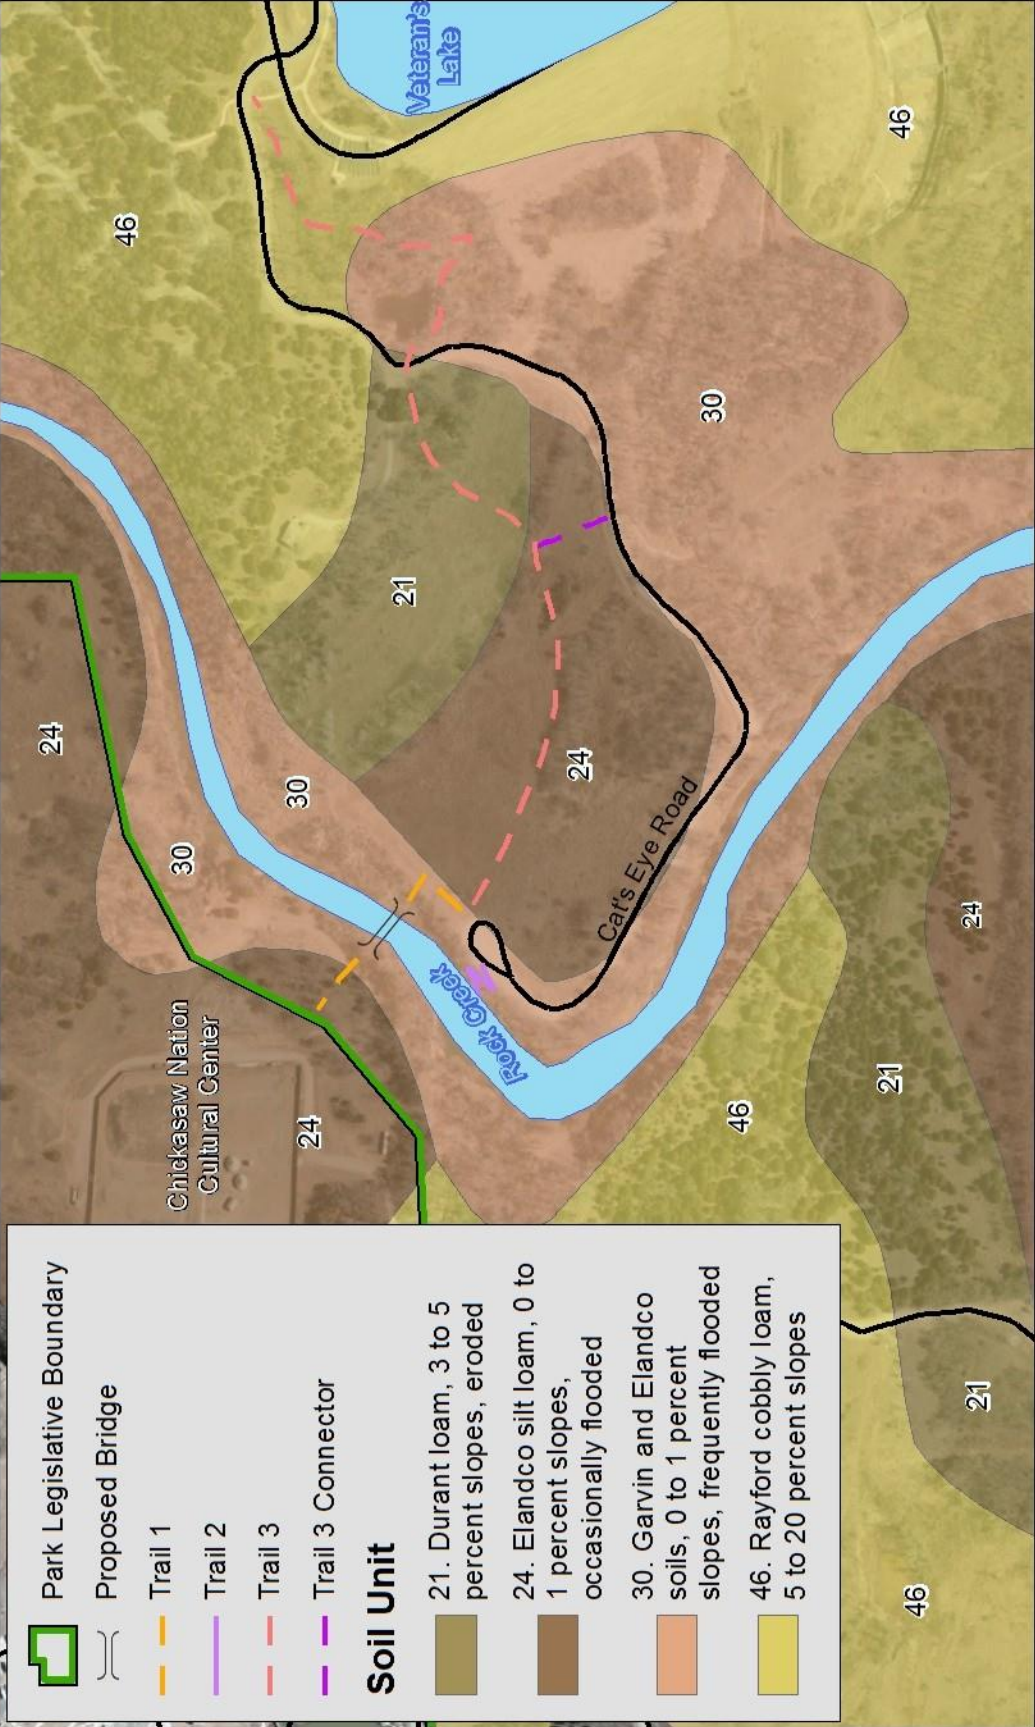 Park Legislative Boundary
Proposed Bridge
Trail 1
Trail 2
Trail 3
Trail 3 Connector
Soil Unit
21. Durant loam, 3 to 5
percent slopes, eroded
24. Elandco silt loam, 0 to
1 percent slopes,
occasionally flooded
30. Garvin and Elandco
soils, 0 to 1 percent
slopes, frequently flooded
46. Rayford cobbly loam,
5 to 20 percent slopes
Chickasaw Nation
Cultural Center
24
24
30
30
46
21
24
30
46
46
21
24
21
46
Rock Creek
Cat's Eye Road
Veteran's
Lake